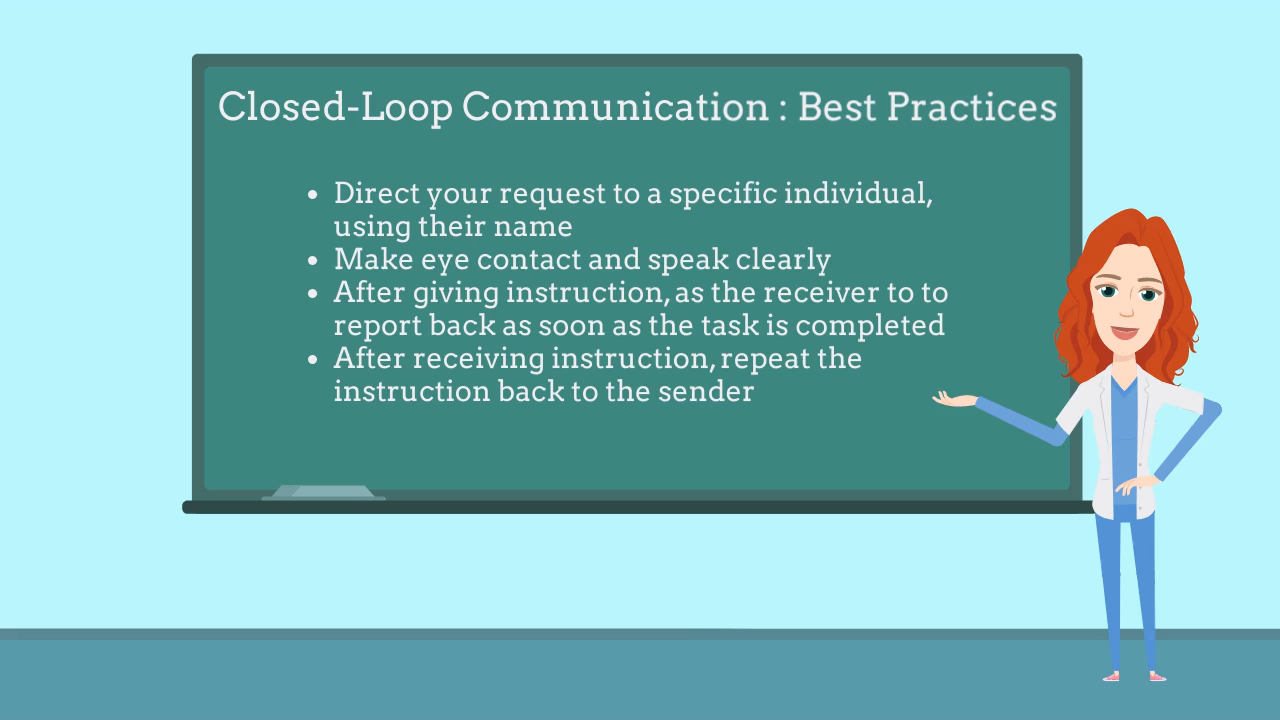 Closed-Loop Communication : Best Practices
• Direct your request to a specific individual,
using their name
• Make eye contact and speak clearly
• After giving instruction, as the receiver to to
report back as soon as the task is completed
• After receiving instruction, repeat the
instruction back to the sender